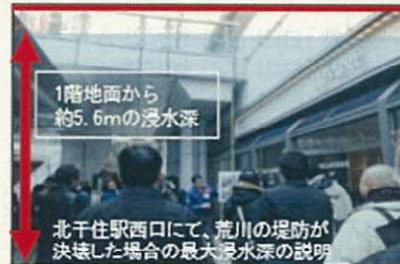 1階地面から
約5.6mの浸水深
北千住駅西口にて、荒川の堤防が
決壊した場合の最大浸水深の説明